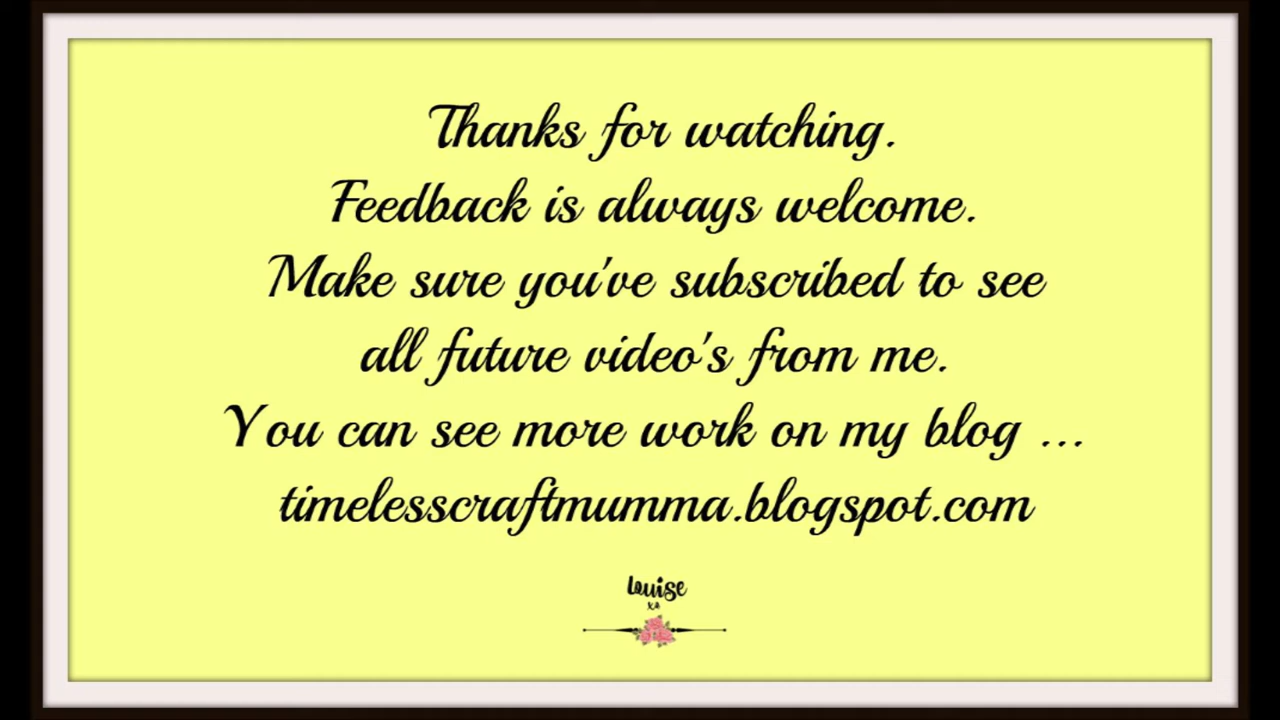 Thanks for watching.
Feedback is always welcome.
Make sure you've subscribed to see
all future video's from me.
You can see more work on my blog ...
timelesscraftmumma.blogspot.com
Louise
xo